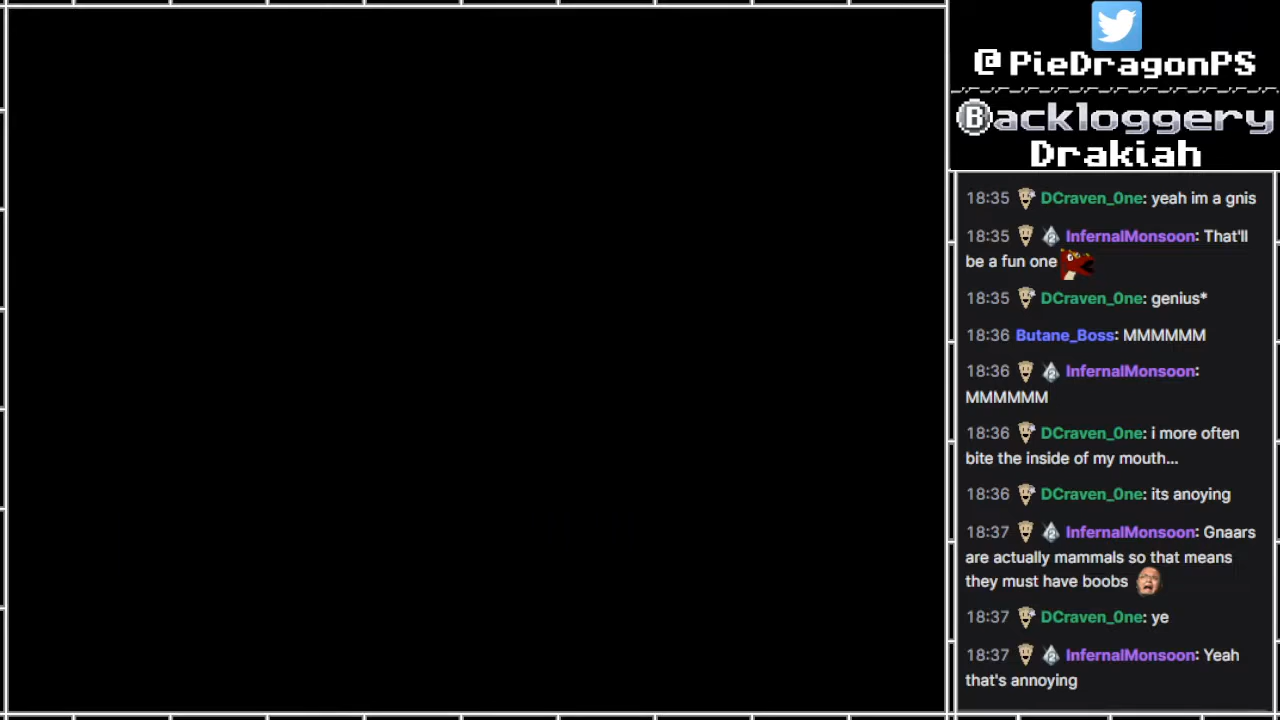 @PieDragonPS
Backloggery
Drakiah
18:35 DCraven_One: yeah im a gnis
18:35 InfernalMonsoon: That'll
be a fun one
18:35 DCraven_One: genius*
18:36 Butane_Boss: MMMMMM
18:36 InfernalMonsoon:
MMMMMM
18:36 DCraven_One: i more often
bite the inside of my mouth...
18:36 DCraven_One: its anoying
18:37 InfernalMonsoon: Gnaars
are actually mammals so that means
they must have boobs
18:37 DCraven_One: ye
18:37 InfernalMonsoon: Yeah
that's annoying